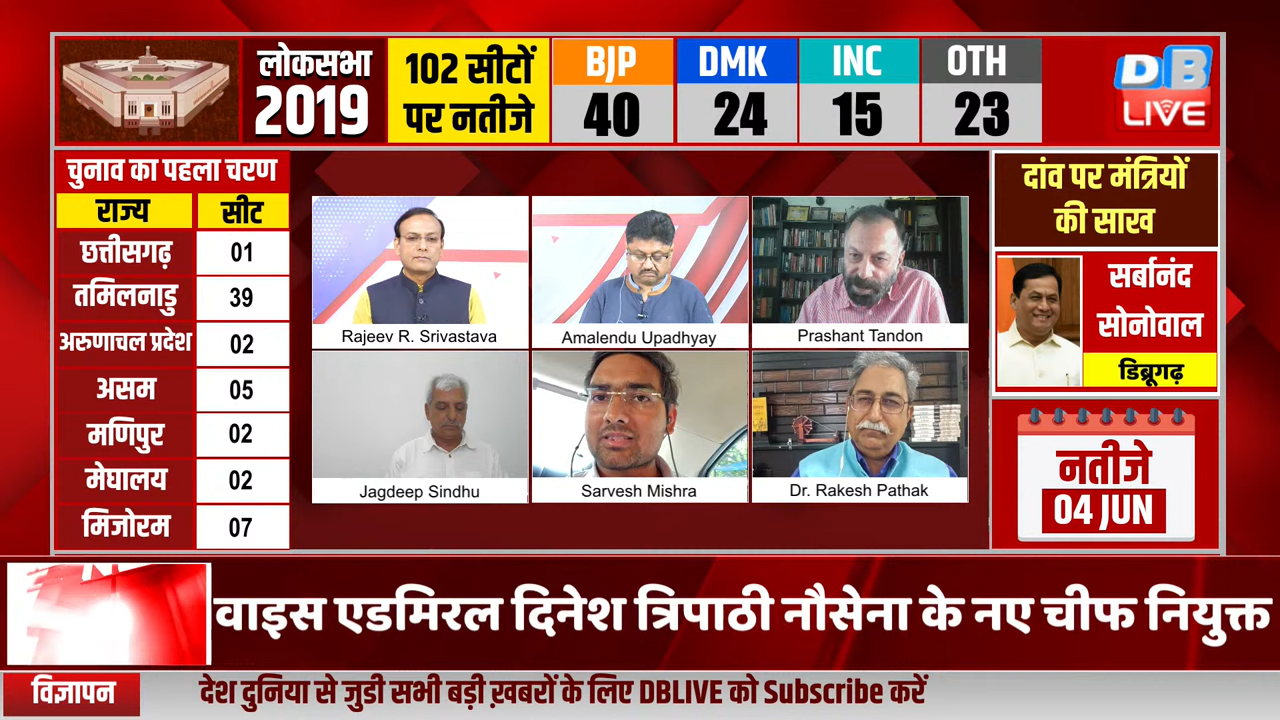 लोकसभा
2019
102 सीटों
पर नतीजे
BJP
40
DMK
24
INC
15
OTH
23
DB
LIVE
चुनाव का पहला चरण
राज्य सीट
छत्तीसगढ़ 01
तमिलनाडु 39
अरुणाचल प्रदेश 02
असम 05
मणिपुर 02
मेघालय 02
मिजोरम 07
Rajeev R. Srivastava
Amalendu Upadhyay
Prashant Tandon
Jagdeep Sindhu
Sarvesh Mishra
Dr. Rakesh Pathak
दांव पर मंत्रियों
की साख
सर्बानंद
सोनोवाल
डिब्रूगढ़
नतीजे
04 JUN
वाइस एडमिरल दिनेश त्रिपाठी नौसेना के नए चीफ नियुक्त
विज्ञापन
देश दुनिया से जुडी सभी बड़ी ख़बरों के लिए DBLIVE को Subscribe करें